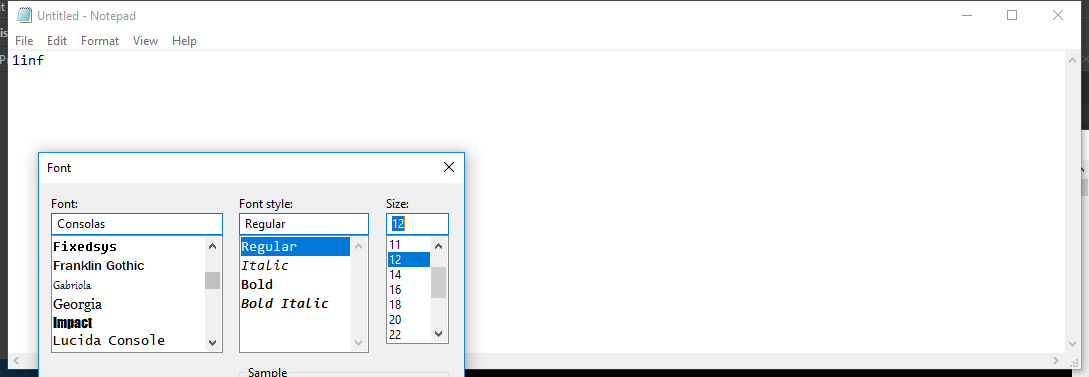 Untitled - Notepad
File Edit Format View Help
1inf
Font
Font: Font style: Size:
Consolas Regular 12
Fixedsys Regular 11
Franklin Gothic Italic 12
Gabriola Bold 14
Georgia Bold Italic 16
Impact 18
Lucida Console 20
22
Sample